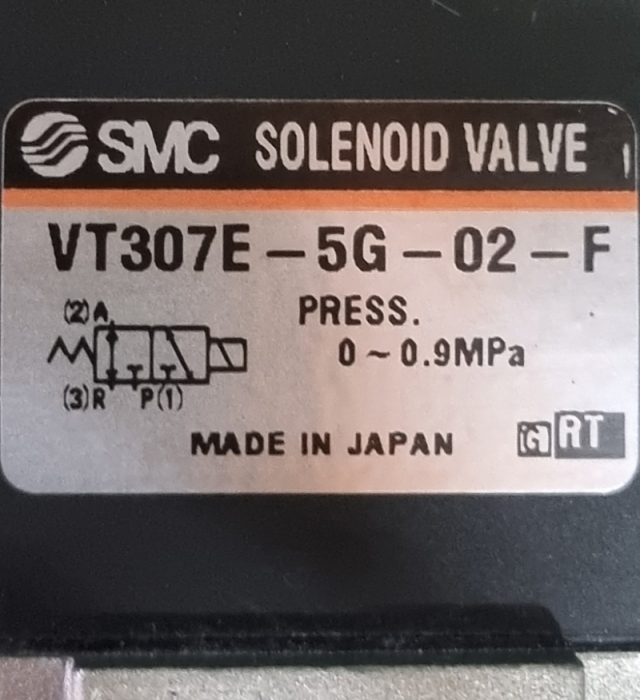 SMC SOLENOID VALVE
VT307E-5G-02-F
(2)A
PRESS.
0~0.9MPa
(3)R P(1)
MADE IN JAPAN
RT